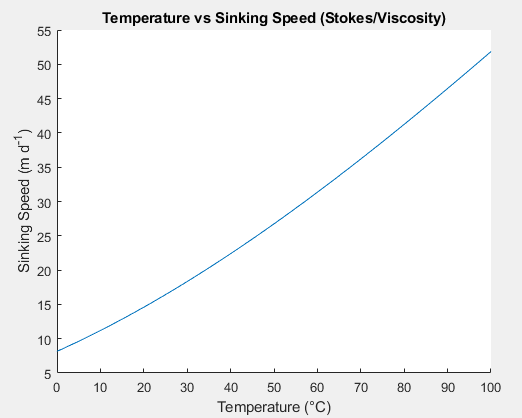 Temperature vs Sinking Speed (Stokes/Viscosity)
55
50
45
40
35
30
25
20
15
10
5
Sinking Speed (m d⁻¹)
0 10 20 30 40 50 60 70 80 90 100
Temperature (°C)